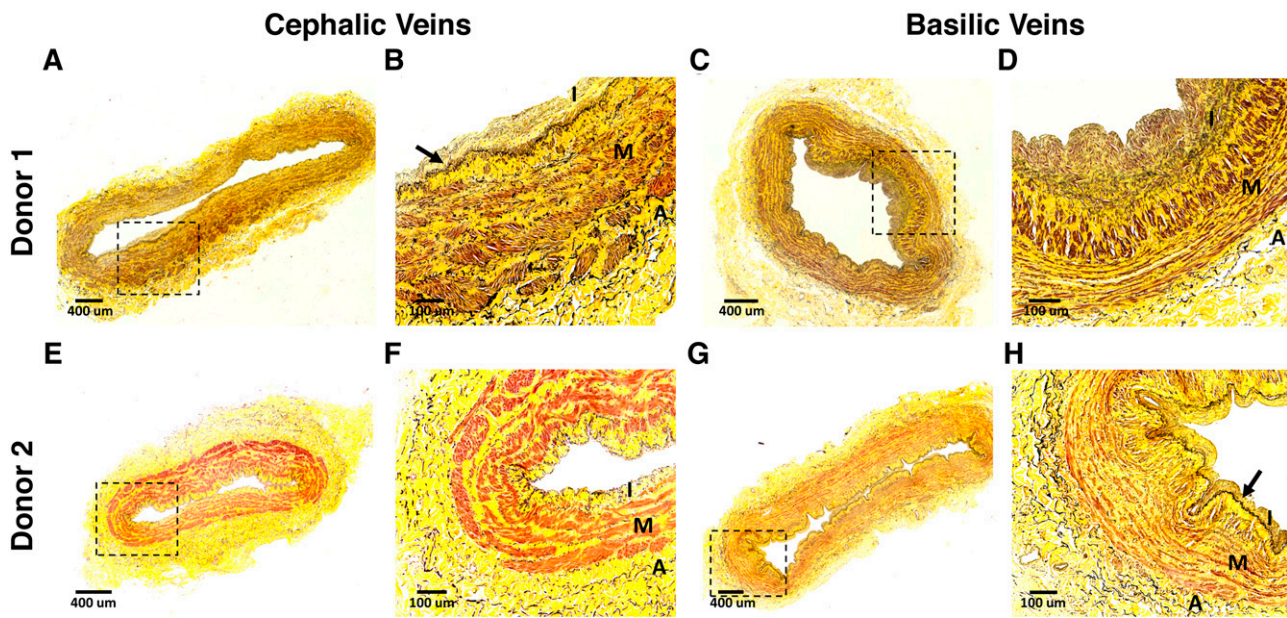 Cephalic Veins Basilic Veins
A B C D
Donor 1
I
M
A
400 um
100 um
I
M
A
400 um
100 um
E F G H
Donor 2
I
M
A
400 um
100 um
I
M
A
400 um
100 um